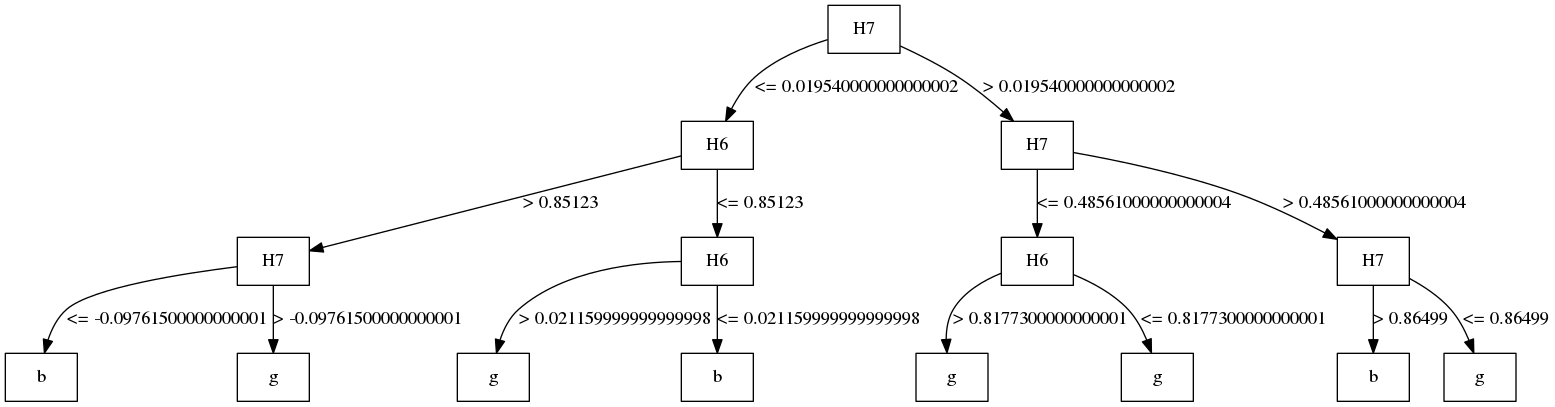 H7
<= 0.019540000000000002
> 0.019540000000000002
H6
H7
> 0.85123
<= 0.85123
<= 0.48561000000000004
> 0.48561000000000004
H7
H6
H6
H7
<= -0.09761500000000001
> -0.09761500000000001
> 0.021159999999999998
<= 0.021159999999999998
> 0.8177300000000001
<= 0.8177300000000001
> 0.86499
<= 0.86499
b
g
g
b
g
g
b
g